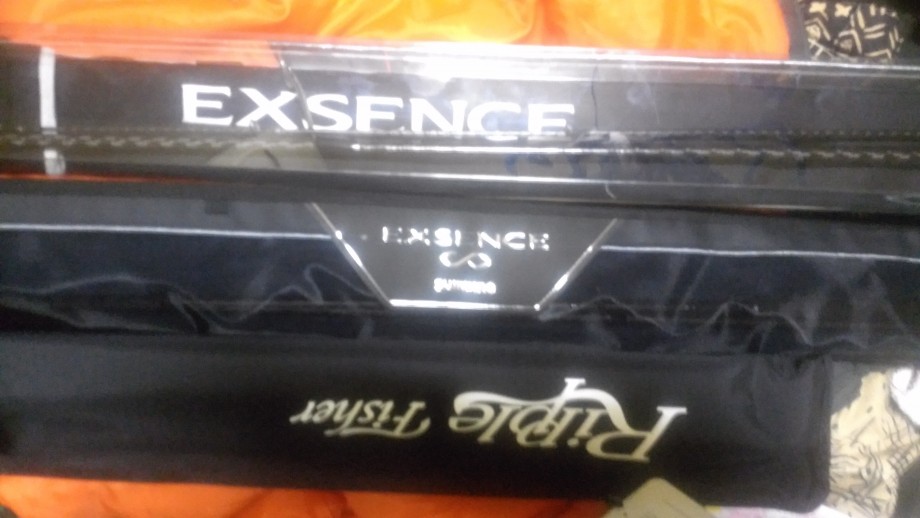 EXSENCE
EXSENCE
∞
SHIMANO
Ripple Fisher